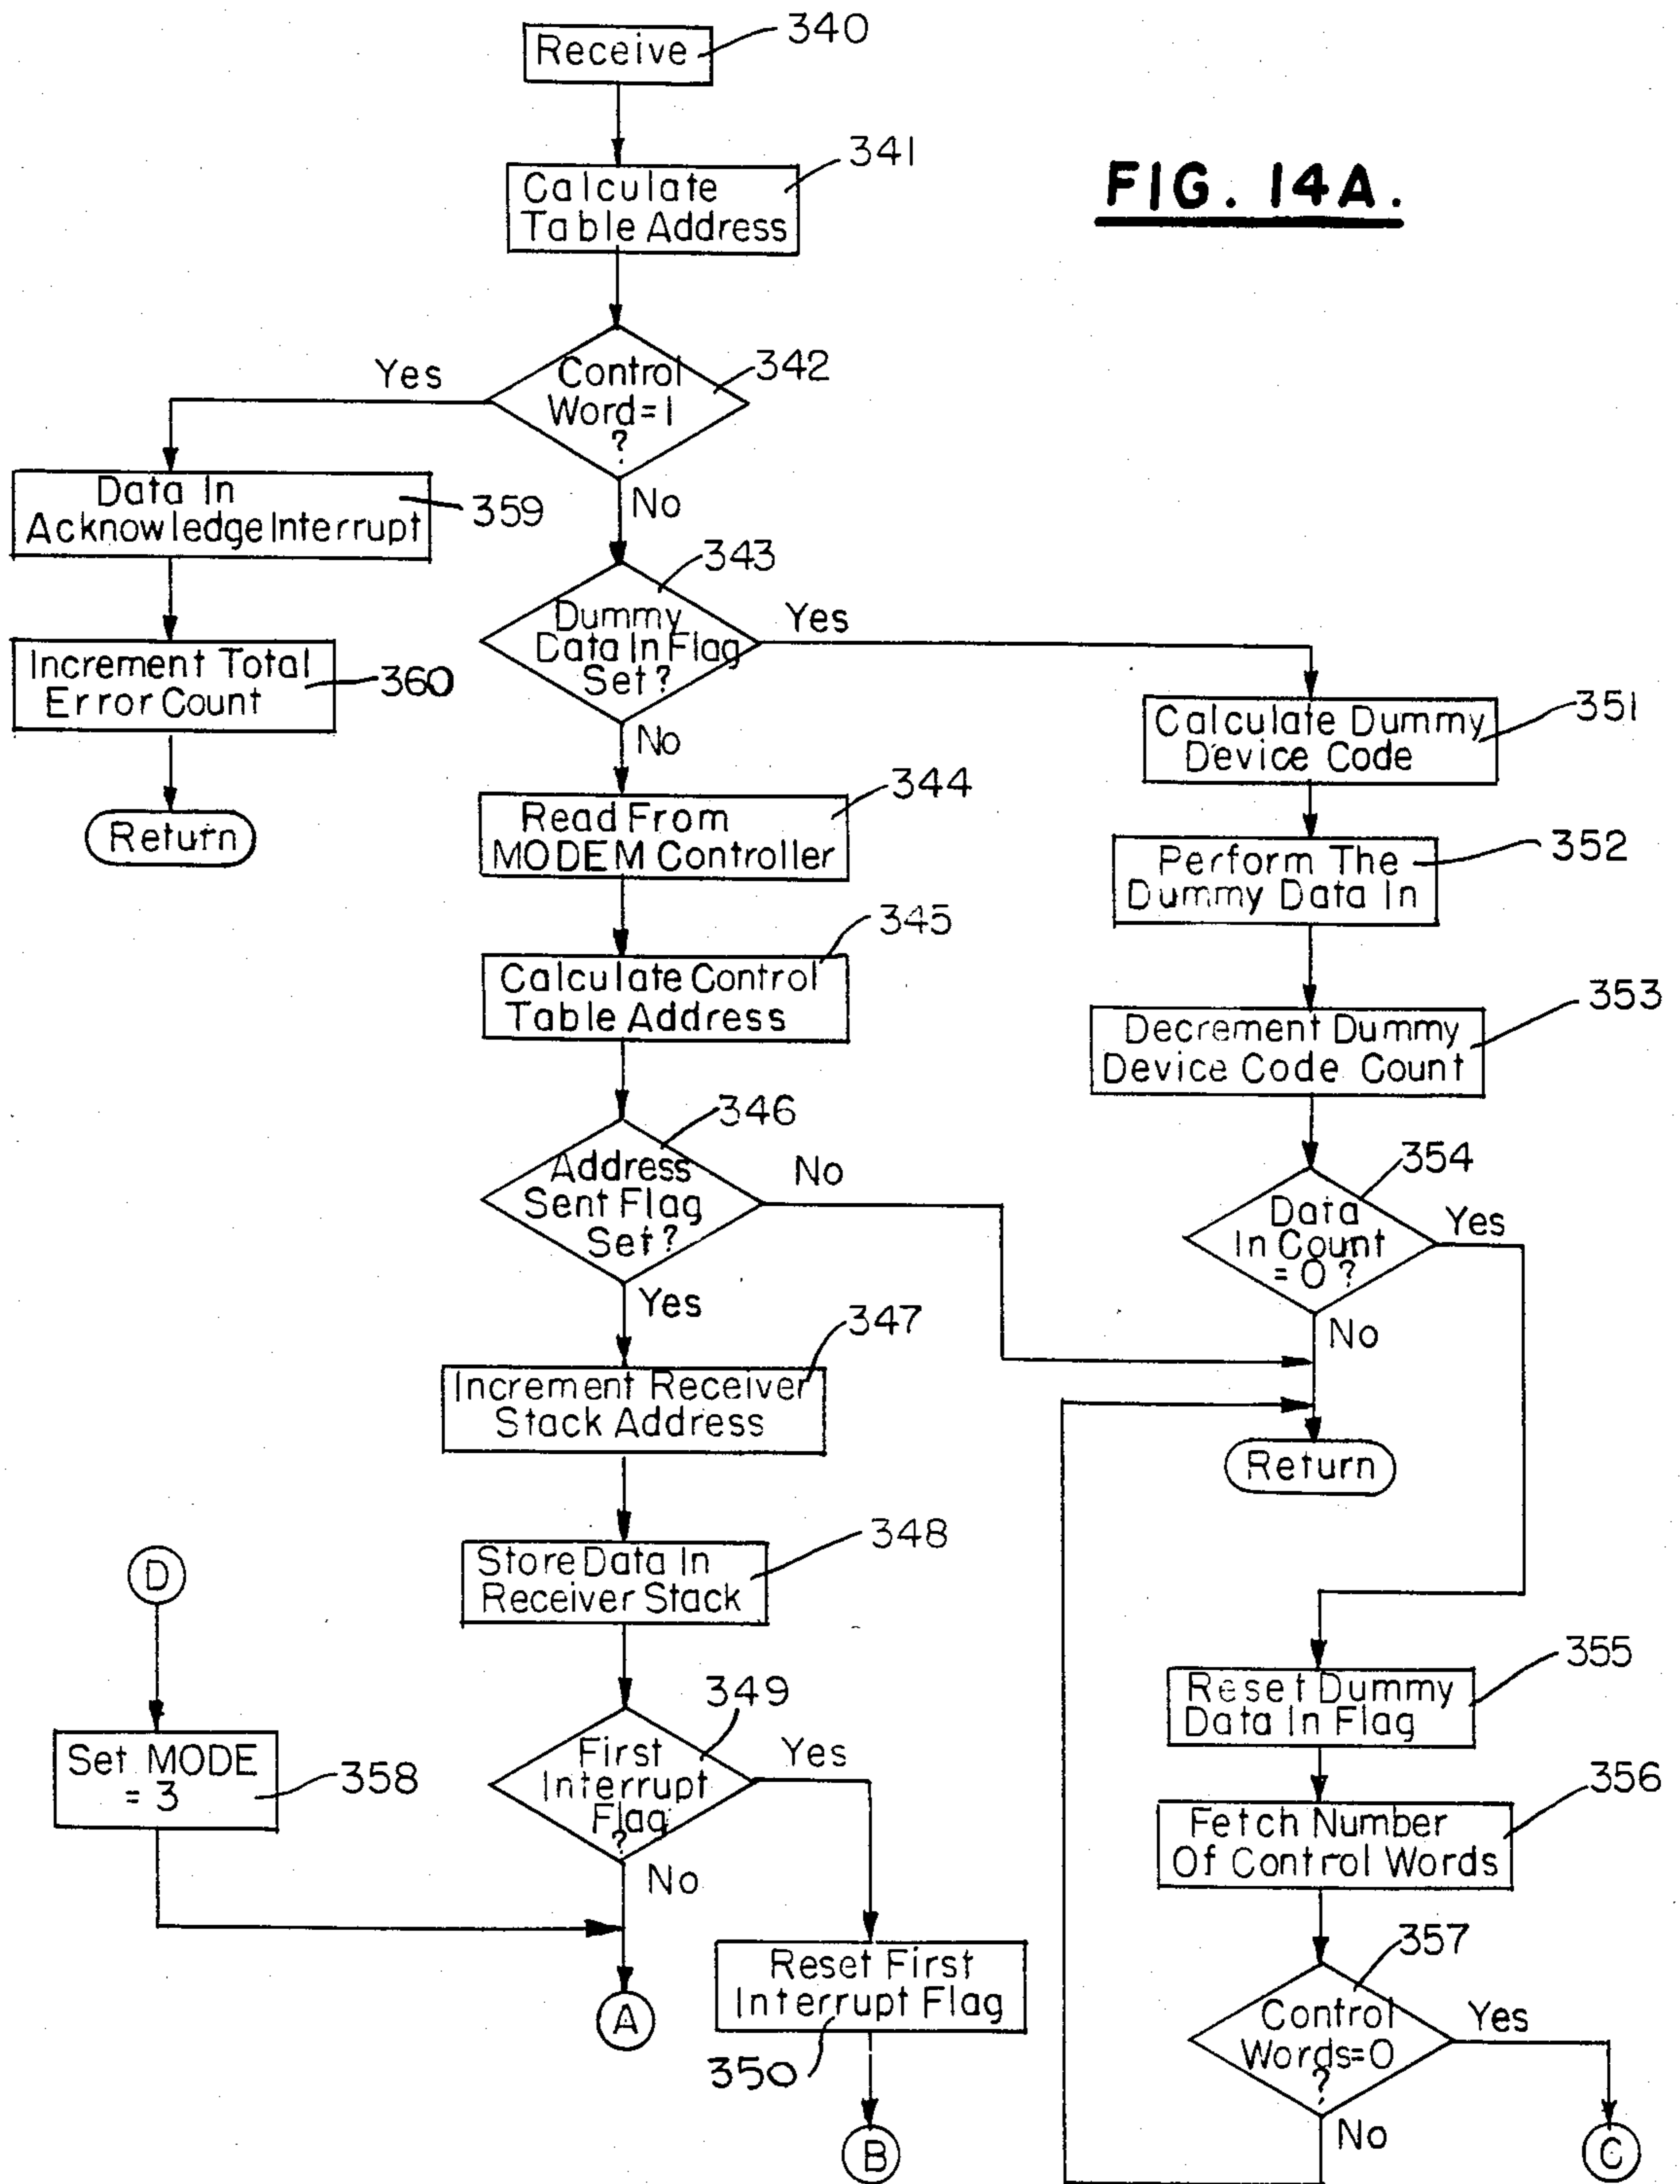 Receive
340
FIG. 14A.
Calculate
Table Address
341
Control
Word=1
?
342
Yes
No
Data In
Acknowledge Interrupt
359
Increment Total
Error Count
360
Return
Dummy
Data In Flag
Set?
343
Yes
No
Read From
MODEM Controller
344
Calculate Control
Table Address
345
Address
Sent Flag
Set?
346
No
Yes
Increment Receiver
Stack Address
347
Store Data In
Receiver Stack
348
First
Interrupt
Flag
?
349
Yes
No
D
Set MODE
= 3
358
A
Reset First
Interrupt Flag
350
B
Calculate Dummy
Device Code
351
Perform The
Dummy Data In
352
Decrement Dummy
Device Code Count
353
Data
In Count
= 0 ?
354
Yes
No
Return
Reset Dummy
Data In Flag
355
Fetch Number
Of Control Words
356
Control
Words=0
?
357
Yes
No
C